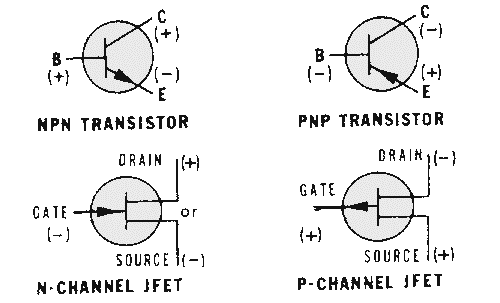 C
(+)
B
(+)
(-)
E
NPN TRANSISTOR
C
(-)
B
(-)
(+)
E
PNP TRANSISTOR
DRAIN (+)
GATE
(-)
or
SOURCE (-)
N-CHANNEL JFET
DRAIN (-)
GATE
(+)
SOURCE (+)
P-CHANNEL JFET